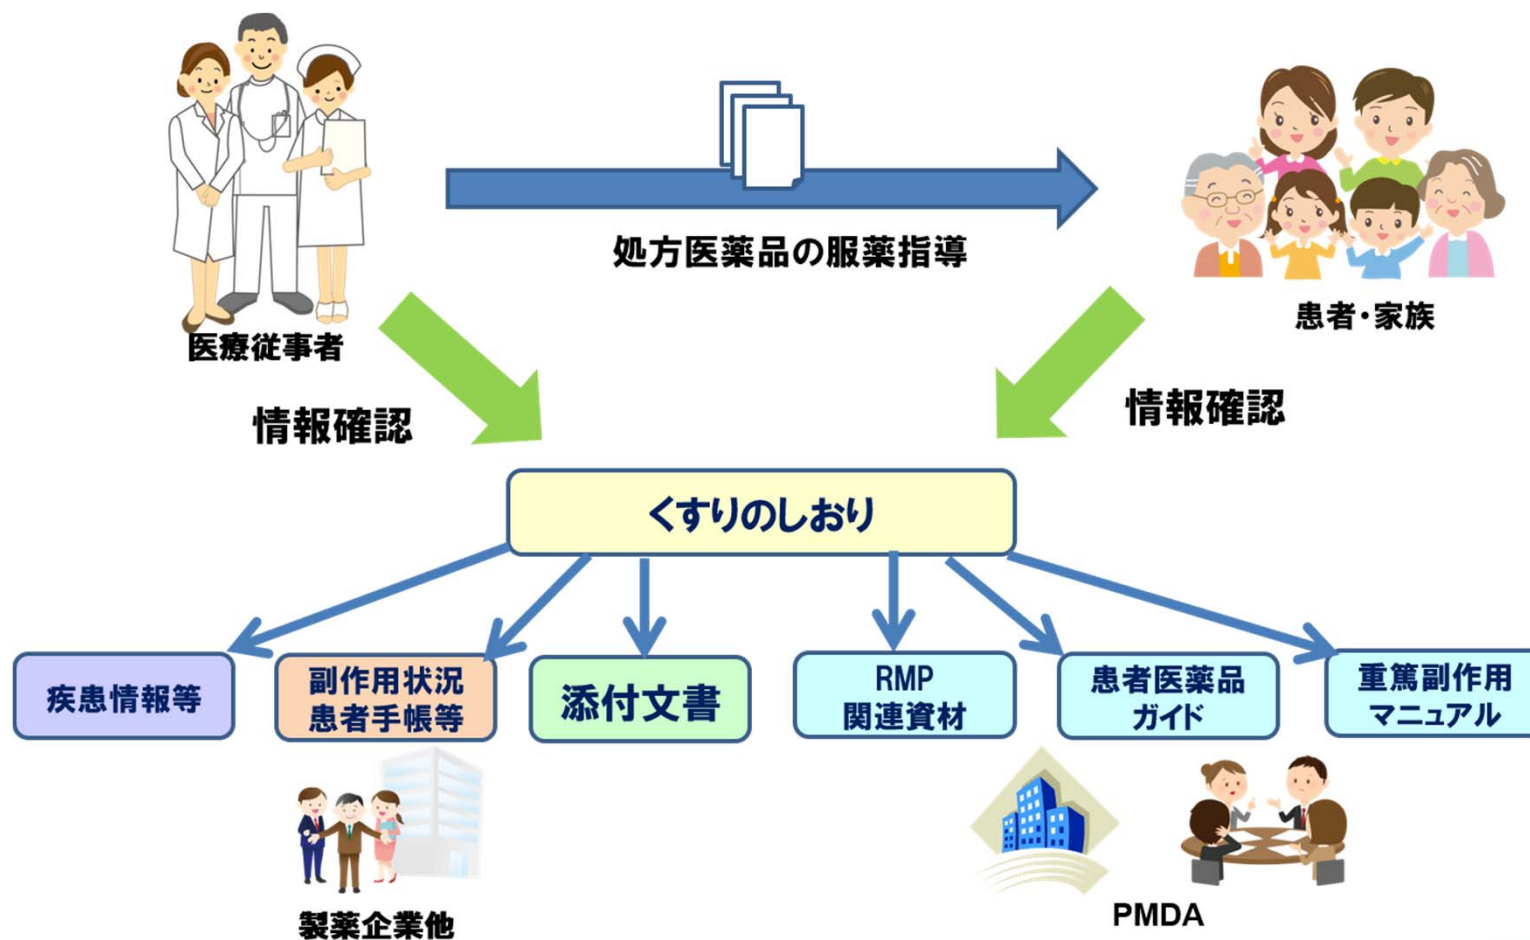 処方医薬品の服薬指導
医療従事者
患者・家族
情報確認
情報確認
くすりのしおり
疾患情報等
副作用状況
患者手帳等
添付文書
RMP
関連資材
患者医薬品
ガイド
重篤副作用
マニュアル
製薬企業他
PMDA